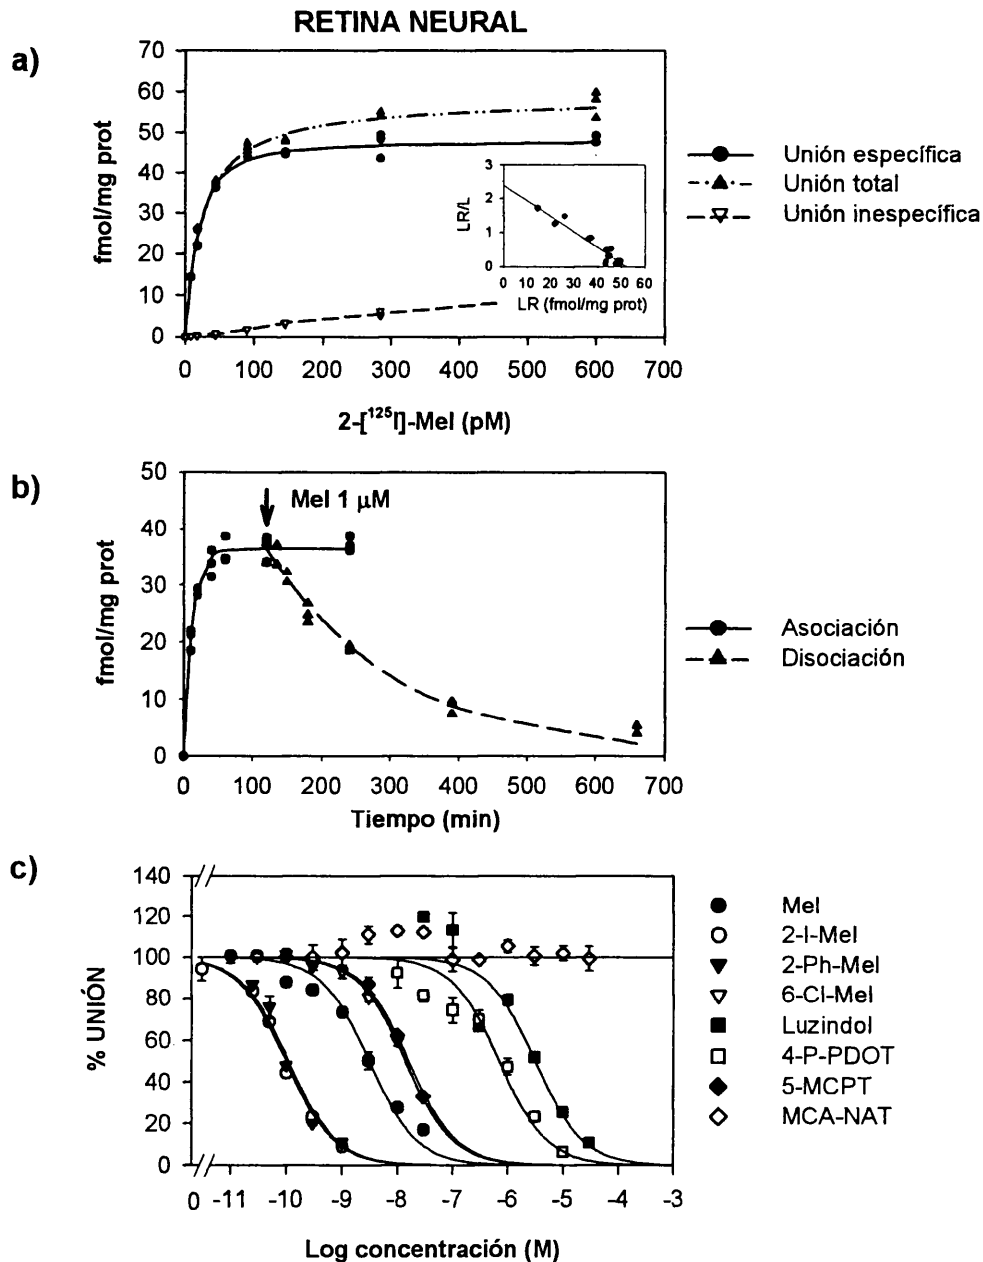 RETINA NEURAL
a)
fmol/mg prot
70
60
50
40
30
20
10
0
0 100 200 300 400 500 600 700
2-[¹²⁵I]-Mel (pM)
LR/L
3
2
1
0
0 10 20 30 40 50 60
LR (fmol/mg prot)
Unión específica
Unión total
Unión inespecífica
b)
fmol/mg prot
50
40
30
20
10
0
Mel 1 µM
0 100 200 300 400 500 600 700
Tiempo (min)
Asociación
Disociación
c)
% UNIÓN
140
120
100
80
60
40
20
0
0 -11 -10 -9 -8 -7 -6 -5 -4 -3
Log concentración (M)
Mel
2-I-Mel
2-Ph-Mel
6-Cl-Mel
Luzindol
4-P-PDOT
5-MCPT
MCA-NAT